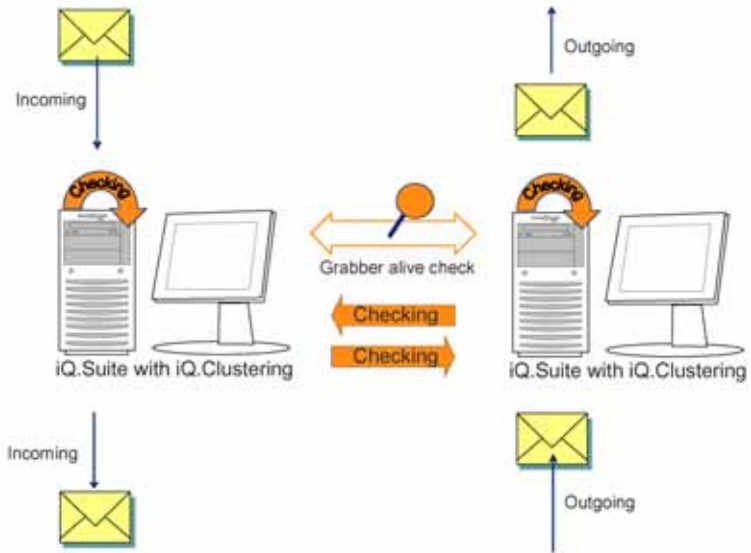 Outgoing
Incoming
Checking
Checking
Grabber alive check
Checking
Checking
iQ.Suite with iQ.Clustering
iQ.Suite with iQ.Clustering
Incoming
Outgoing